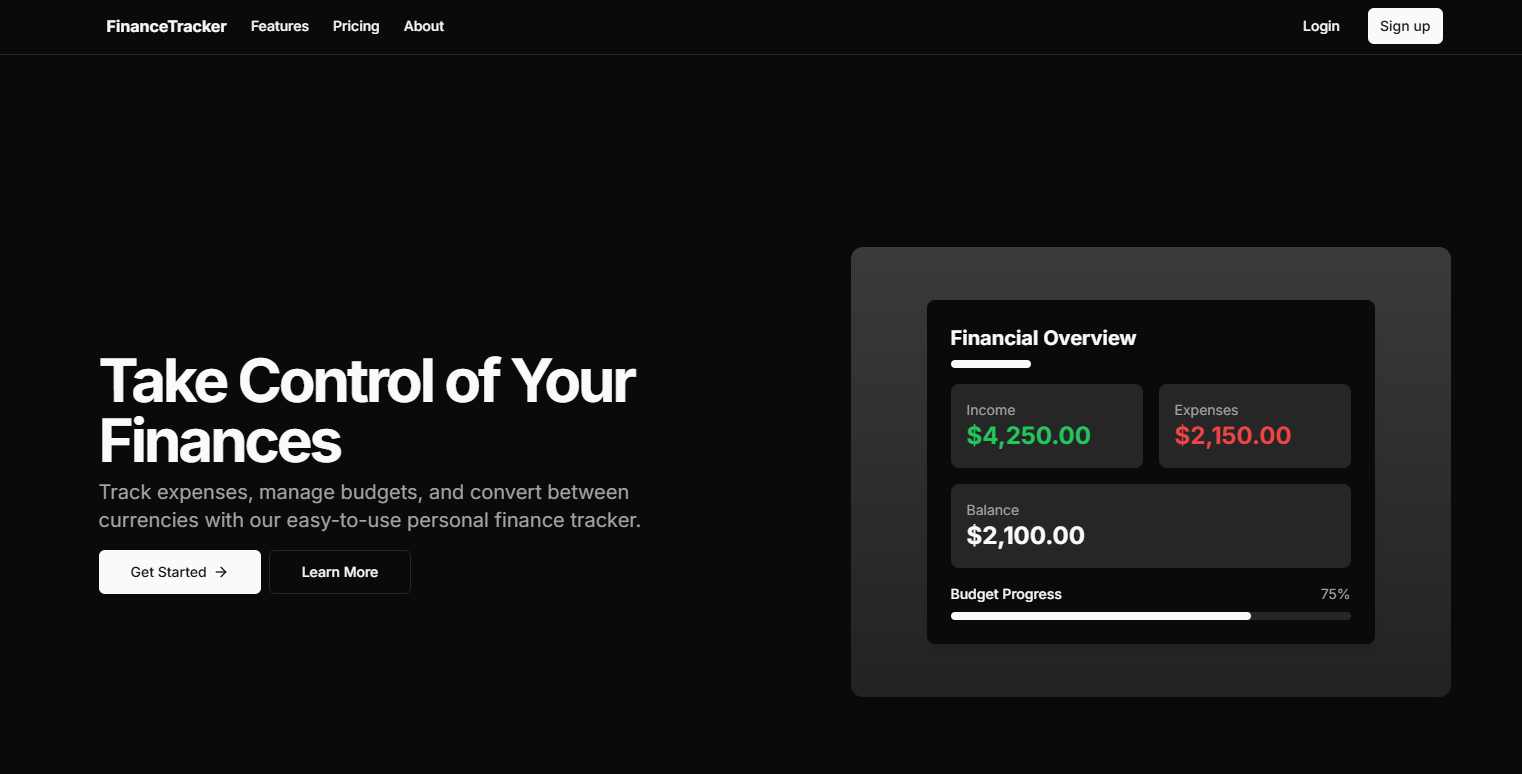 FinanceTracker Features Pricing About Login Sign up
Take Control of Your
Finances
Track expenses, manage budgets, and convert between
currencies with our easy-to-use personal finance tracker.
Get Started → Learn More
Financial Overview
Income Expenses
$4,250.00 $2,150.00
Balance
$2,100.00
Budget Progress 75%